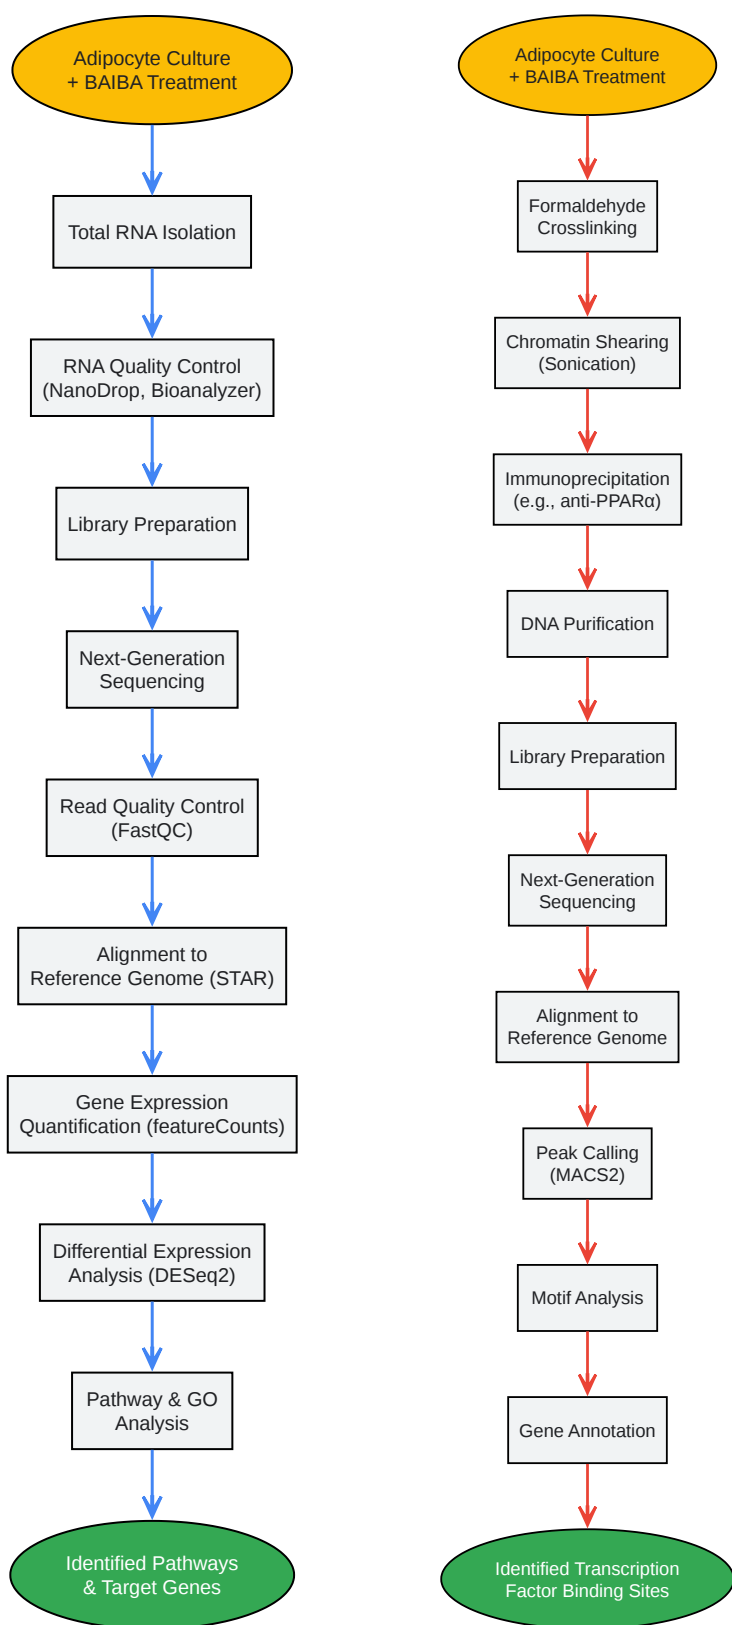 Adipocyte Culture
+ BAIBA Treatment
Total RNA Isolation
RNA Quality Control
(NanoDrop, Bioanalyzer)
Library Preparation
Next-Generation
Sequencing
Read Quality Control
(FastQC)
Alignment to
Reference Genome (STAR)
Gene Expression
Quantification (featureCounts)
Differential Expression
Analysis (DESeq2)
Pathway & GO
Analysis
Identified Pathways
& Target Genes
Adipocyte Culture
+ BAIBA Treatment
Formaldehyde
Crosslinking
Chromatin Shearing
(Sonication)
Immunoprecipitation
(e.g., anti-PPARα)
DNA Purification
Library Preparation
Next-Generation
Sequencing
Alignment to
Reference Genome
Peak Calling
(MACS2)
Motif Analysis
Gene Annotation
Identified Transcription
Factor Binding Sites